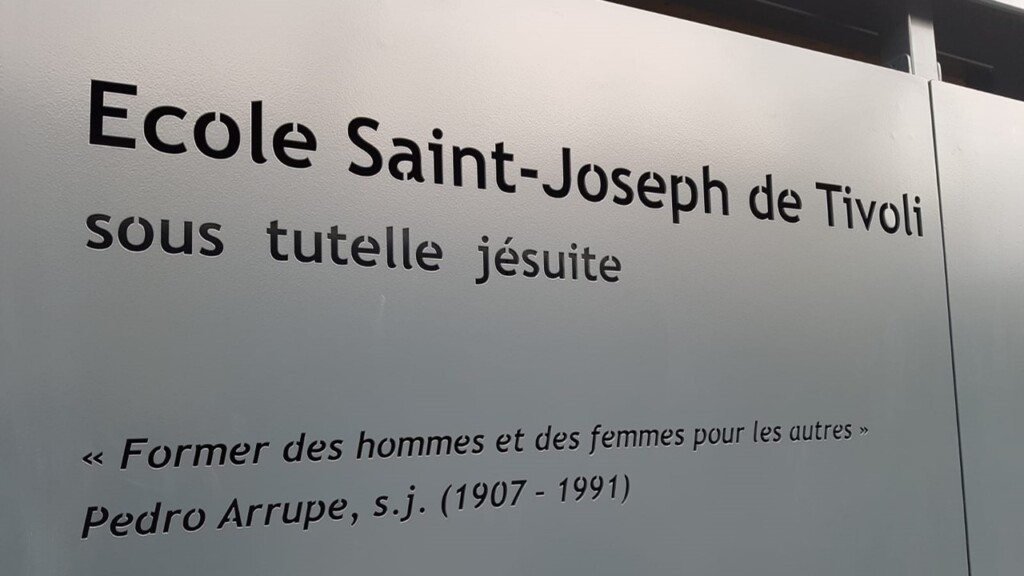 Ecole Saint-Joseph de Tivoli
sous tutelle jésuite
« Former des hommes et des femmes pour les autres »
Pedro Arrupe, s.j. (1907 - 1991)